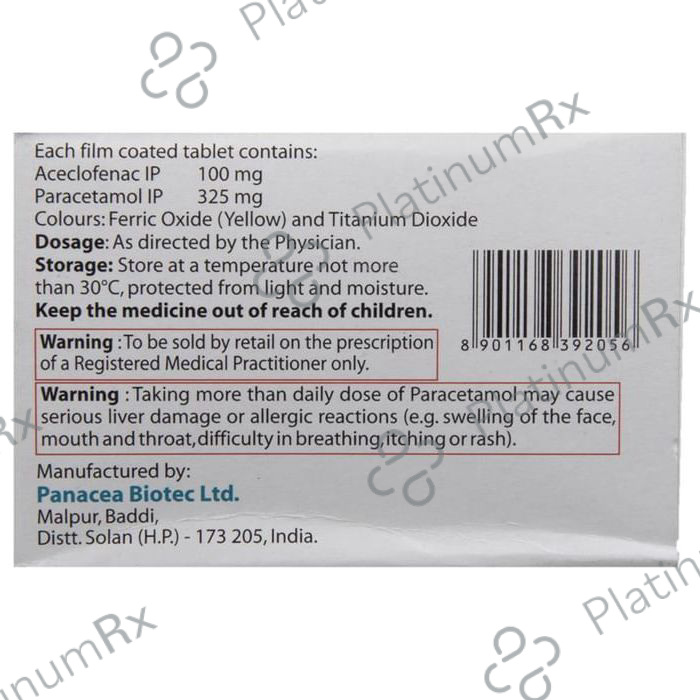 Each film coated tablet contains:
Aceclofenac IP 100 mg
Paracetamol IP 325 mg
Colours: Ferric Oxide (Yellow) and Titanium Dioxide
Dosage: As directed by the Physician.
Storage: Store at a temperature not more
than 30°C, protected from light and moisture.
Keep the medicine out of reach of children.
8 901168 392056
Warning : To be sold by retail on the prescription
of a Registered Medical Practitioner only.
Warning : Taking more than daily dose of Paracetamol may cause
serious liver damage or allergic reactions (e.g. swelling of the face,
mouth and throat, difficulty in breathing, itching or rash).
Manufactured by:
Panacea Biotec Ltd.
Malpur, Baddi,
Distt. Solan (H.P.) - 173 205, India.
PlatinumRx
PlatinumRx
PlatinumRx